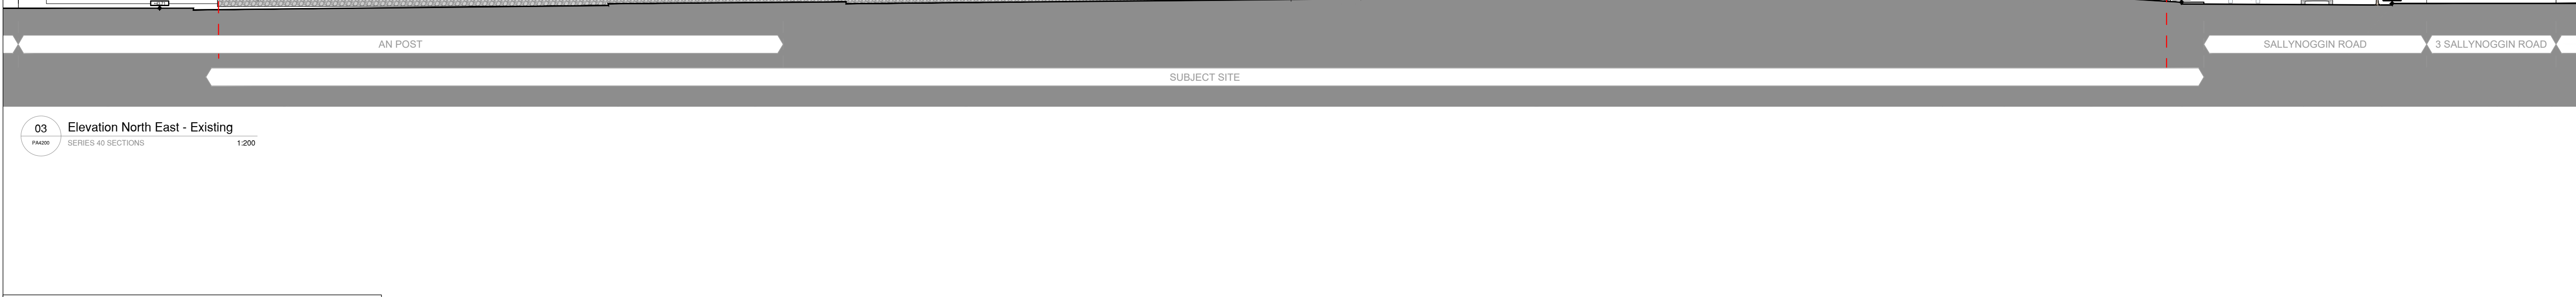 AN POST
SALLYNOGGIN ROAD
3 SALLYNOGGIN ROAD
SUBJECT SITE
03
Elevation North East - Existing
PA4200
SERIES 40 SECTIONS
1:200